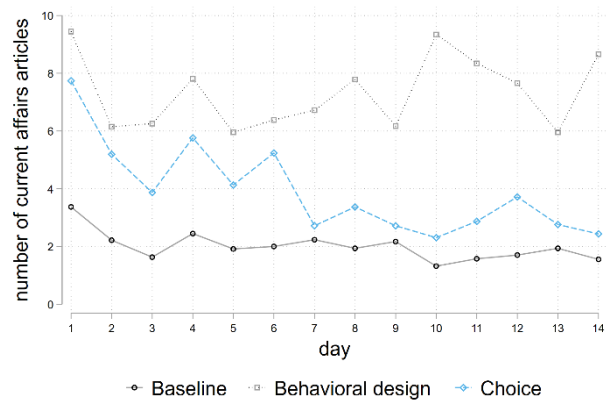 number of current affairs articles
10
8
6
4
2
0
1 2 3 4 5 6 7 8 9 10 11 12 13 14
day
Baseline Behavioral design Choice